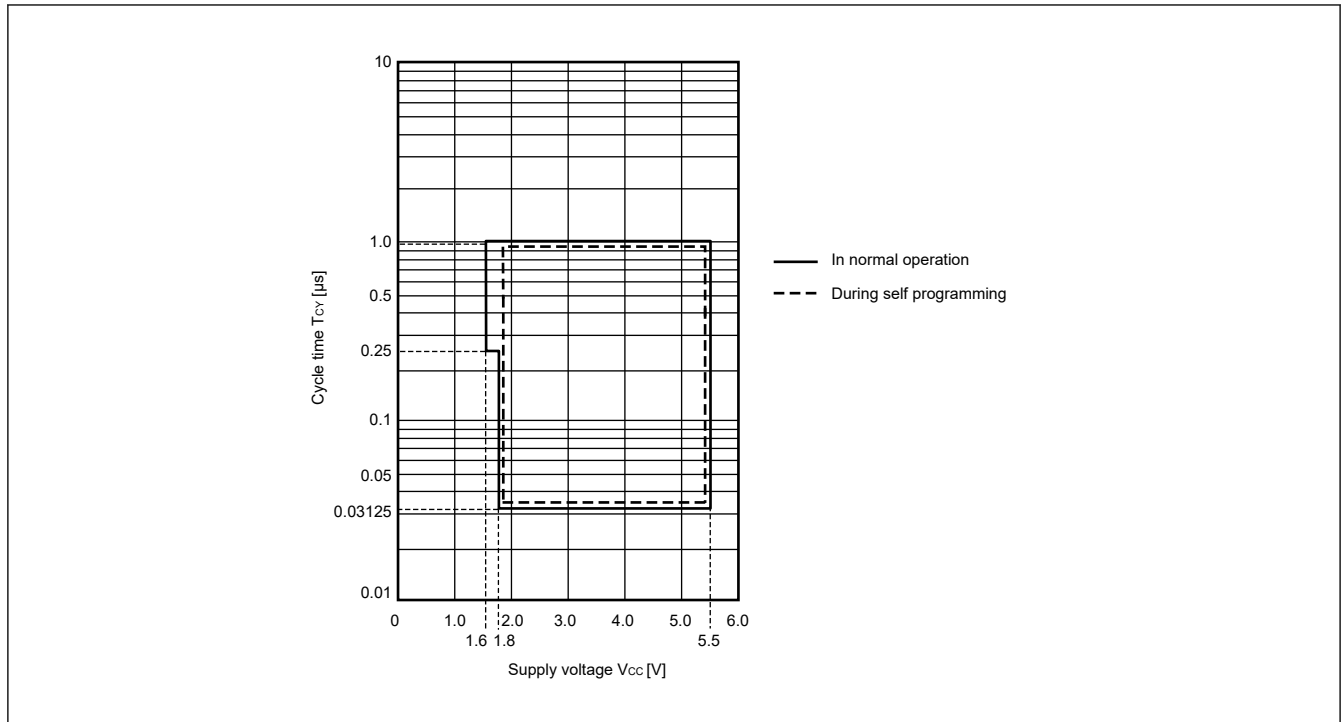 10
1.0
0.5
0.25
0.1
0.05
0.03125
0.01
Cycle time TCY [µs]
0 1.0 2.0 3.0 4.0 5.0 6.0
1.6 1.8 5.5
Supply voltage VCC [V]
In normal operation
During self programming